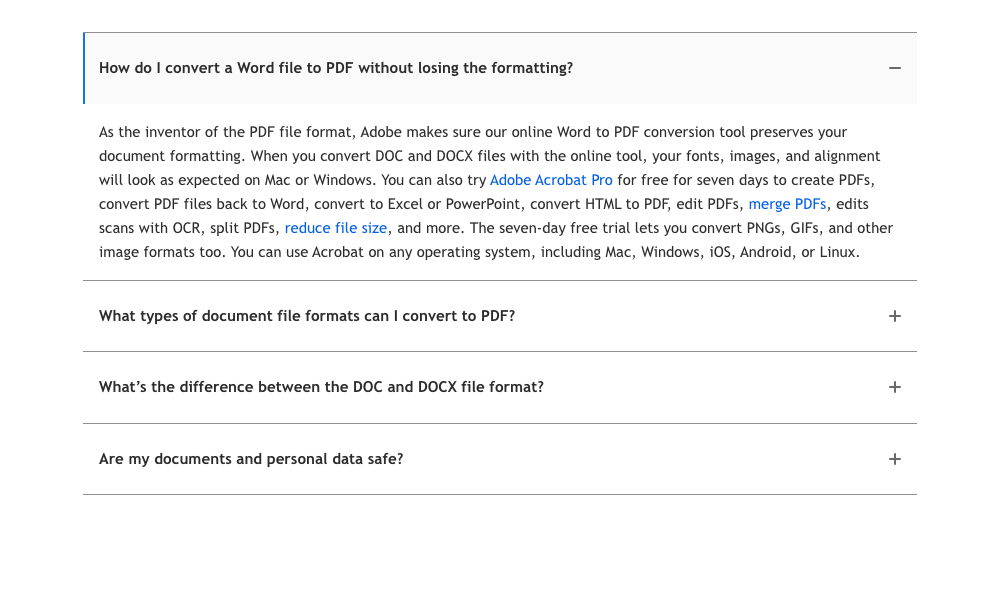 How do I convert a Word file to PDF without losing the formatting?
As the inventor of the PDF file format, Adobe makes sure our online Word to PDF conversion tool preserves your
document formatting. When you convert DOC and DOCX files with the online tool, your fonts, images, and alignment
will look as expected on Mac or Windows. You can also try Adobe Acrobat Pro for free for seven days to create PDFs,
convert PDF files back to Word, convert to Excel or PowerPoint, convert HTML to PDF, edit PDFs, merge PDFs, edits
scans with OCR, split PDFs, reduce file size, and more. The seven-day free trial lets you convert PNGs, GIFs, and other
image formats too. You can use Acrobat on any operating system, including Mac, Windows, iOS, Android, or Linux.
What types of document file formats can I convert to PDF?
What’s the difference between the DOC and DOCX file format?
Are my documents and personal data safe?